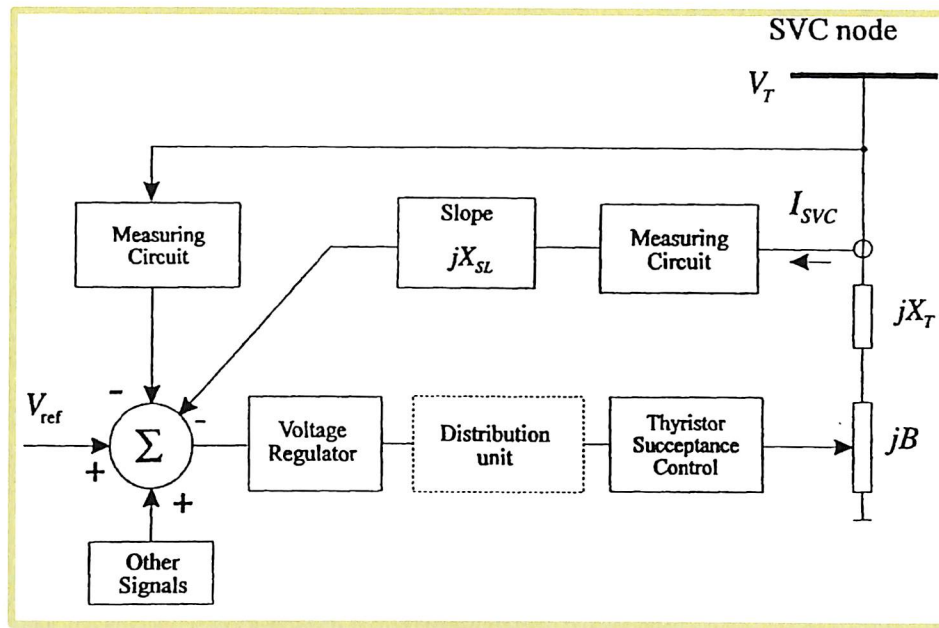 SVC node
V_T
I_SVC
Slope
jX_SL
Measuring
Circuit
Measuring
Circuit
jX_T
-
-
V_ref
+
Σ
+
Voltage
Regulator
Distribution
unit
Thyristor
Succeptance
Control
jB
Other
Signals